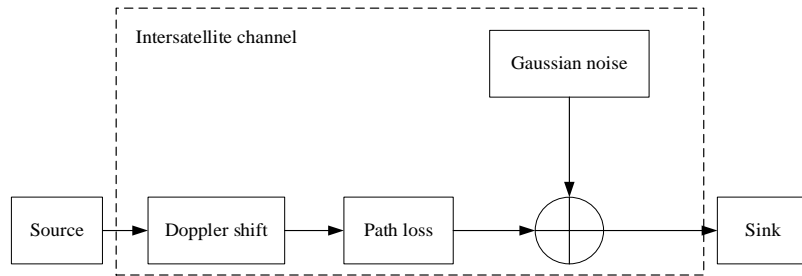 Intersatellite channel
Gaussian noise
Source
Doppler shift
Path loss
Sink